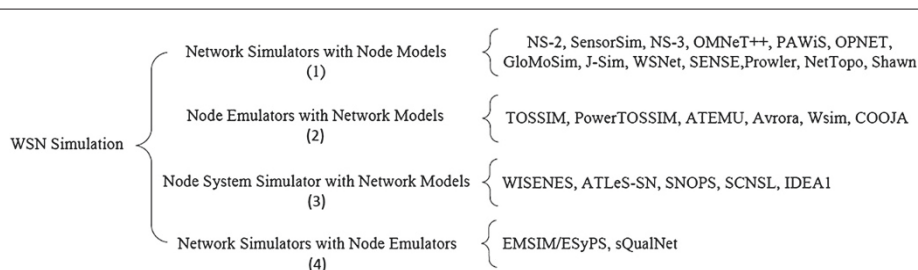 WSN Simulation
Network Simulators with Node Models
(1)
NS-2, SensorSim, NS-3, OMNeT++, PAWiS, OPNET,
GloMoSim, J-Sim, WSNet, SENSE,Prowler, NetTopo, Shawn
Node Emulators with Network Models
(2)
TOSSIM, PowerTOSSIM, ATEMU, Avrora, Wsim, COOJA
Node System Simulator with Network Models
(3)
WISENES, ATLeS-SN, SNOPS, SCNSL, IDEA1
Network Simulators with Node Emulators
(4)
EMSIM/ESyPS, sQualNet